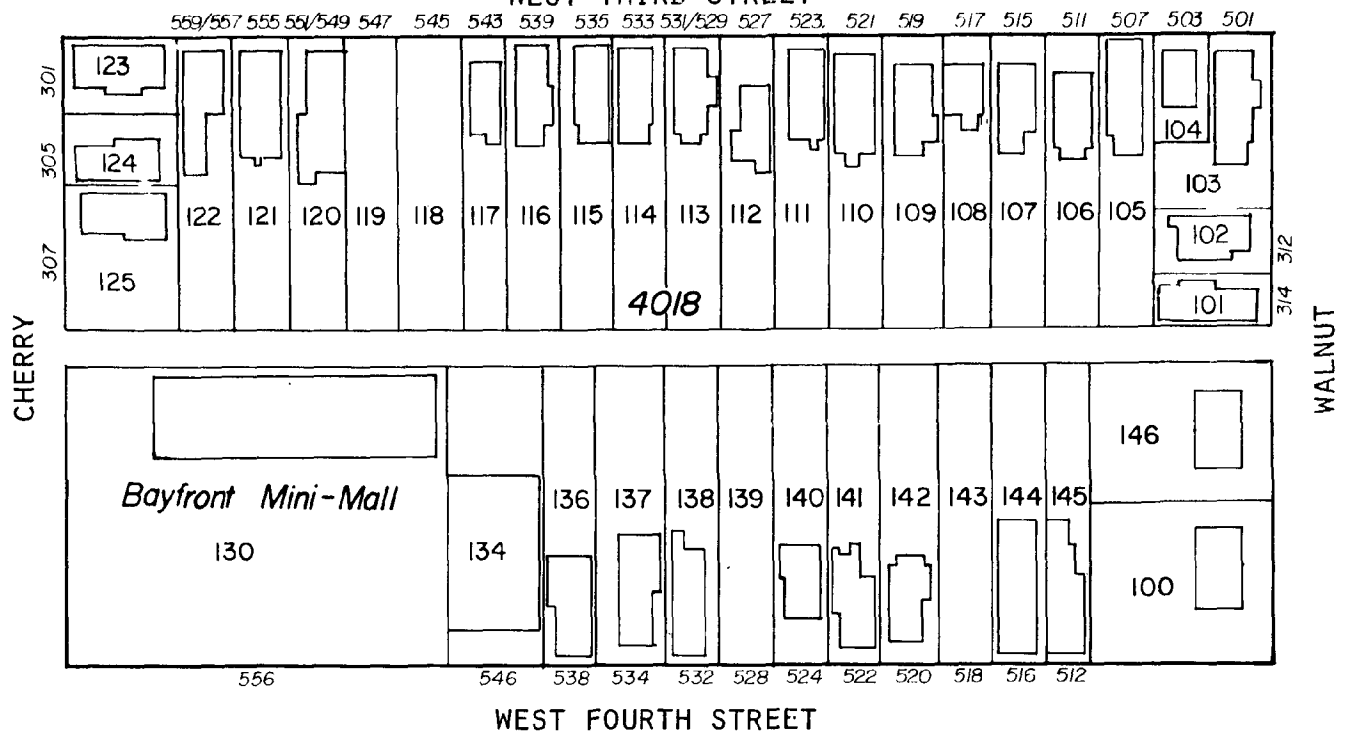 WEST THIRD STREET
559/557 555 551/549 547 545 543 539 535 533 531/529 527 523 521 519 517 515 511 507 503 501
301 123
104
305 124
103
122 121 120 119 118 117 116 115 114 113 112 111 110 109 108 107 106 105
102 312
307 125
4018
101 314
CHERRY
WALNUT
146
Bayfront Mini-Mall
136 137 138 139 140 141 142 143 144 145
130 134
100
556 546 538 534 532 528 524 522 520 518 516 512
WEST FOURTH STREET